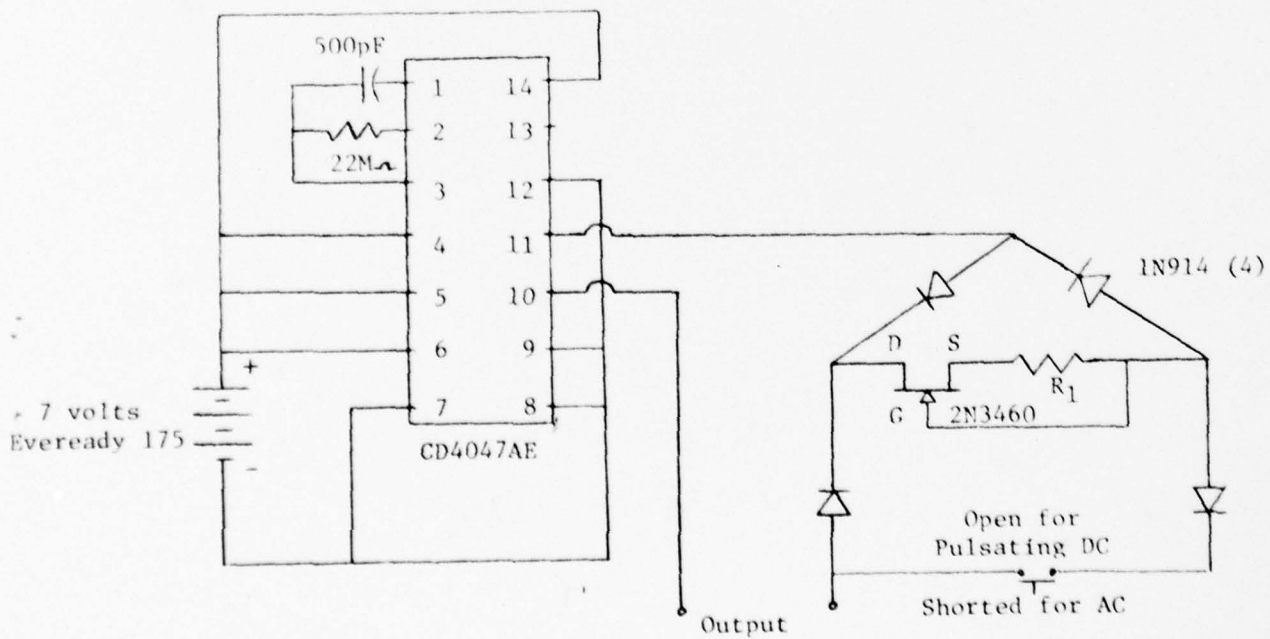 500pF
1
14
2
13
22MΩ
3
12
4
11
1N914 (4)
5
10
D
S
6
9
R1
+
G
2N3460
7 volts
7
8
Eveready 175
CD4047AE
-
Open for
Pulsating DC
Shorted for AC
Output